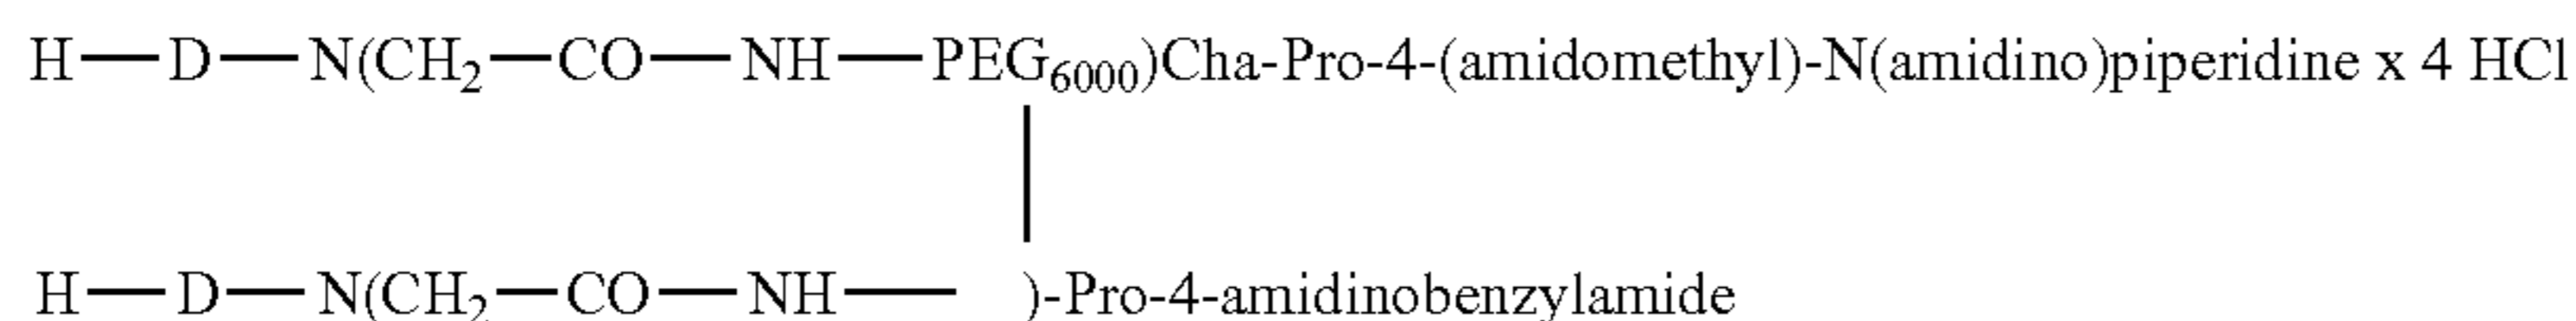 H—D—N(CH₂—CO—NH—PEG₆₀₀₀)Cha-Pro-4-(amidomethyl)-N(amidino)piperidine x 4 HCl
H—D—N(CH₂—CO—NH— )-Pro-4-amidinobenzylamide